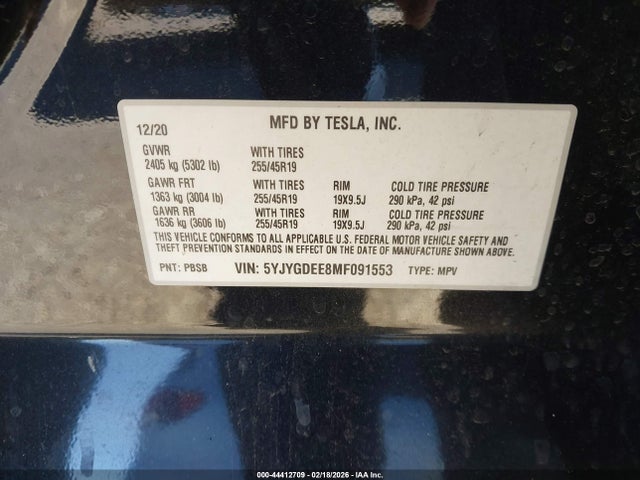 12/20 MFD BY TESLA, INC.
GVWR WITH TIRES
2405 kg (5302 lb) 255/45R19
GAWR FRT WITH TIRES RIM COLD TIRE PRESSURE
1363 kg (3004 lb) 255/45R19 19X9.5J 290 kPa, 42 psi
GAWR RR WITH TIRES RIM COLD TIRE PRESSURE
1636 kg (3606 lb) 255/45R19 19X9.5J 290 kPa, 42 psi
THIS VEHICLE CONFORMS TO ALL APPLICABLE U.S. FEDERAL MOTOR VEHICLE SAFETY AND
THEFT PREVENTION STANDARDS IN EFFECT ON THE DATE OF MANUFACTURE SHOWN ABOVE.
PNT: PBSB VIN: 5YJYGDEE8MF091553 TYPE: MPV
000-44412709 - 02/18/2026 - IAA Inc.